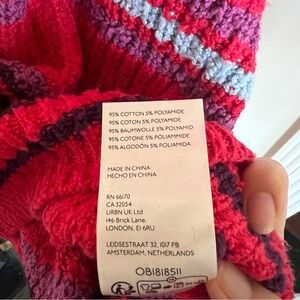 95% COTTON 5% POLYAMIDE
95% COTON 5% POLYAMIDE
95% BAUMWOLLE 5% POLYAMID
95% COTONE 5% POLIAMMIDE
95% ALGODÓN 5% POLIAMIDA
MADE IN CHINA
HECHO EN CHINA
RN 66170
CA 32054
URBN UK Ltd
146 Brick Lane,
LONDON, E1 6RU
LEIDSESTRAAT 32, 1017 PB
AMSTERDAM, NETHERLANDS
OB1818511